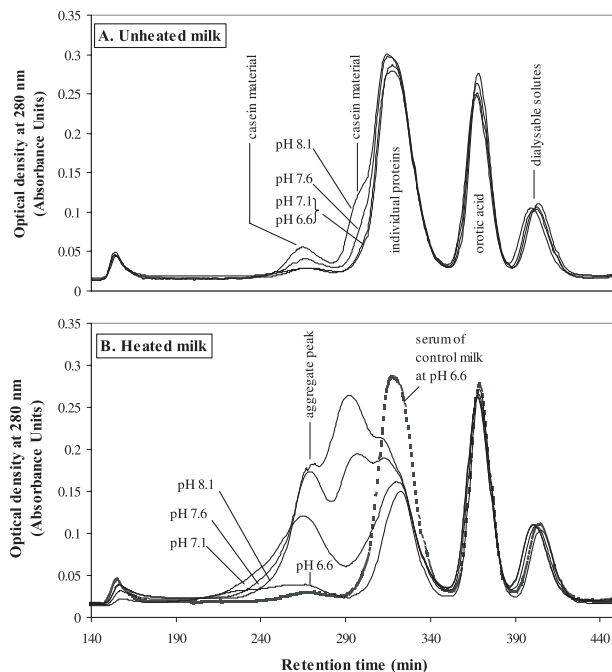 A. Unheated milk
Optical density at 280 nm
(Absorbance Units)
0.35
0.3
0.25
0.2
0.15
0.1
0.05
0
casein material
casein material
pH 8.1
pH 7.6
pH 7.1
pH 6.6
individual proteins
orotic acid
dialysable solutes
B. Heated milk
Optical density at 280 nm
(Absorbance Units)
0.35
0.3
0.25
0.2
0.15
0.1
0.05
0
aggregate peak
serum of
control milk
at pH 6.6
pH 8.1
pH 7.6
pH 7.1
pH 6.6
140 190 240 290 340 390 440
Retention time (min)